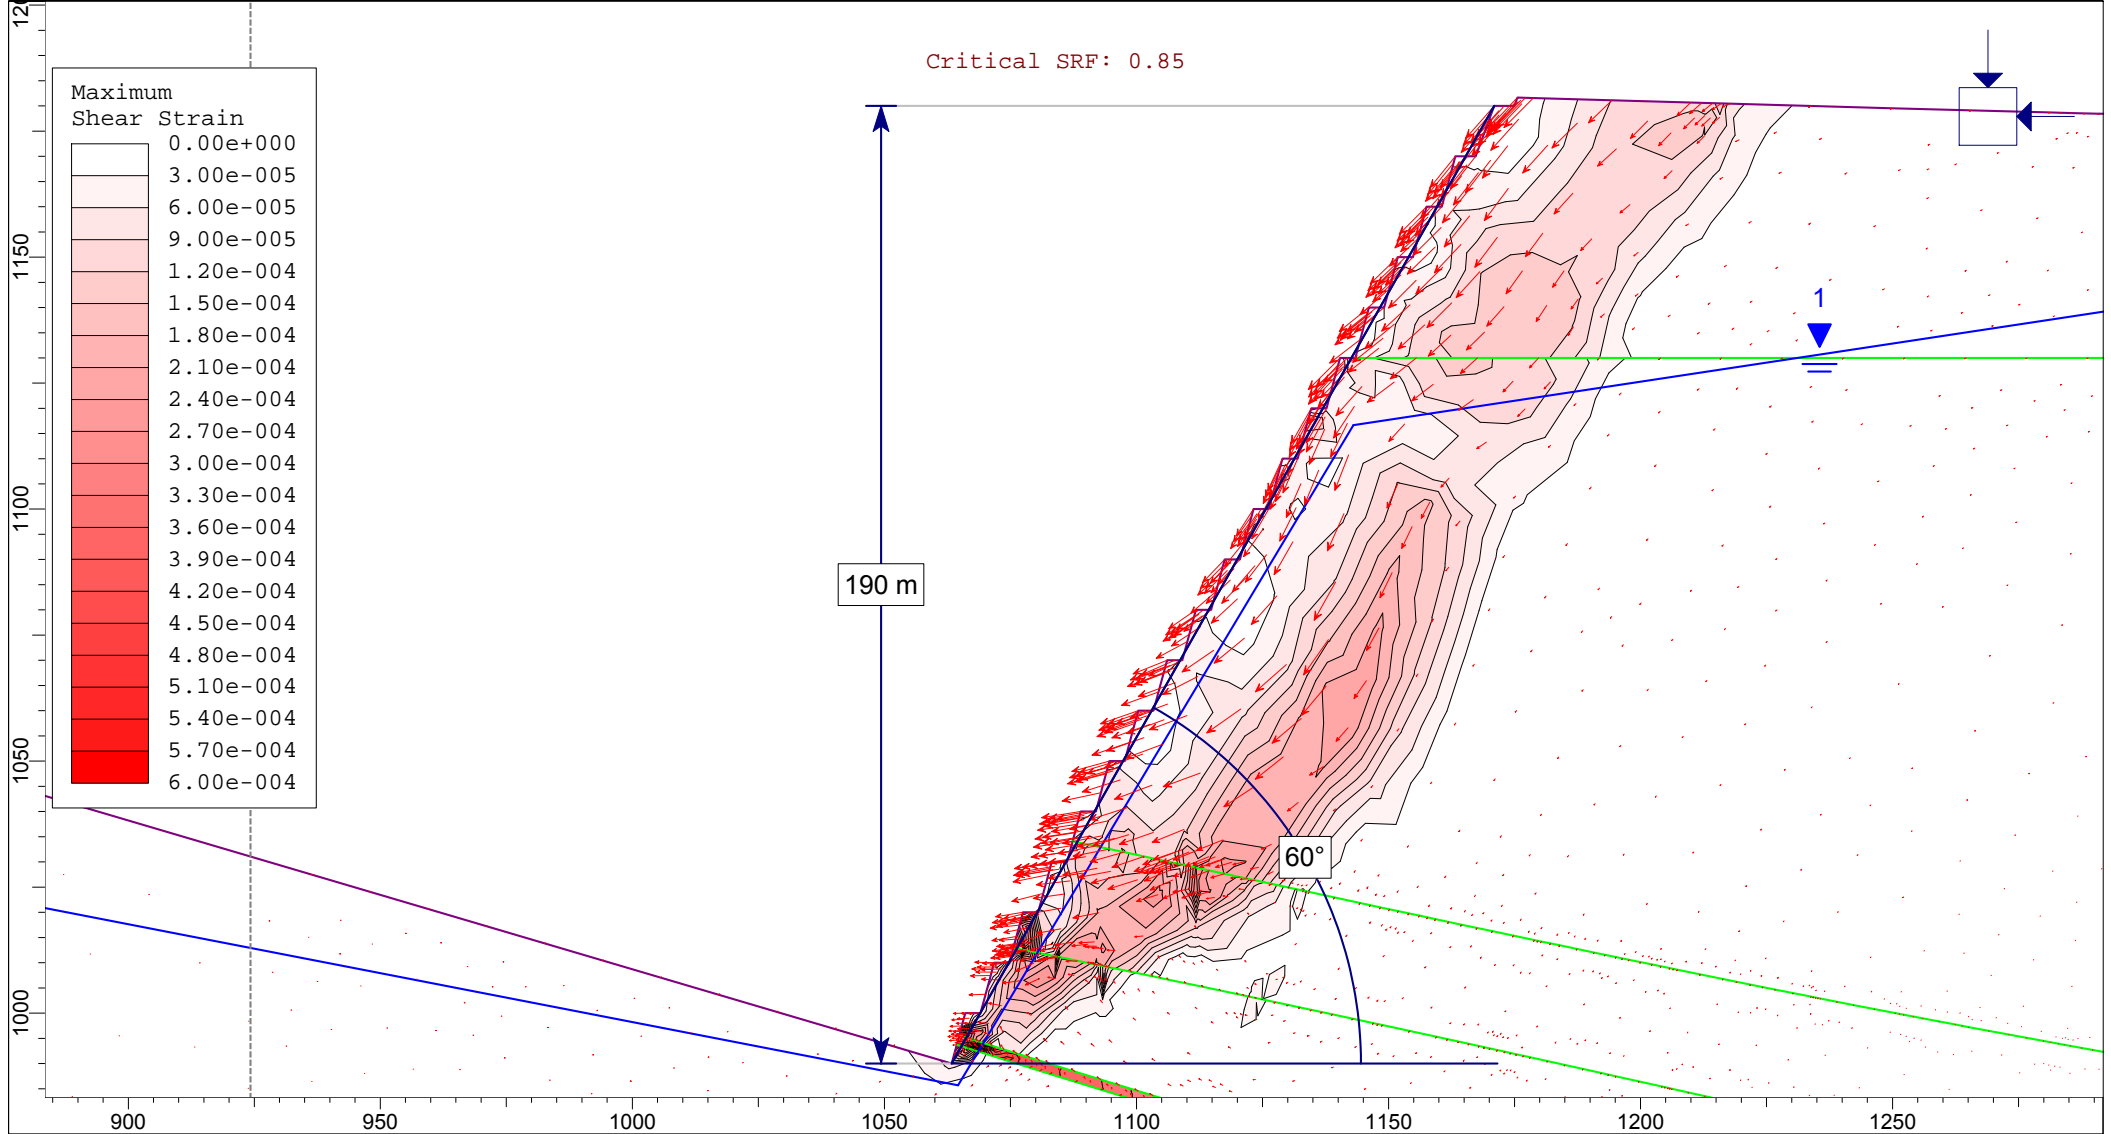 Critical SRF: 0.85
Maximum
Shear Strain
0.00e+000
3.00e-005
6.00e-005
9.00e-005
1.20e-004
1.50e-004
1.80e-004
2.10e-004
2.40e-004
2.70e-004
3.00e-004
3.30e-004
3.60e-004
3.90e-004
4.20e-004
4.50e-004
4.80e-004
5.10e-004
5.40e-004
5.70e-004
6.00e-004
190 m
60°
1
1150
1100
1050
1000
900
950
1000
1050
1100
1150
1200
1250